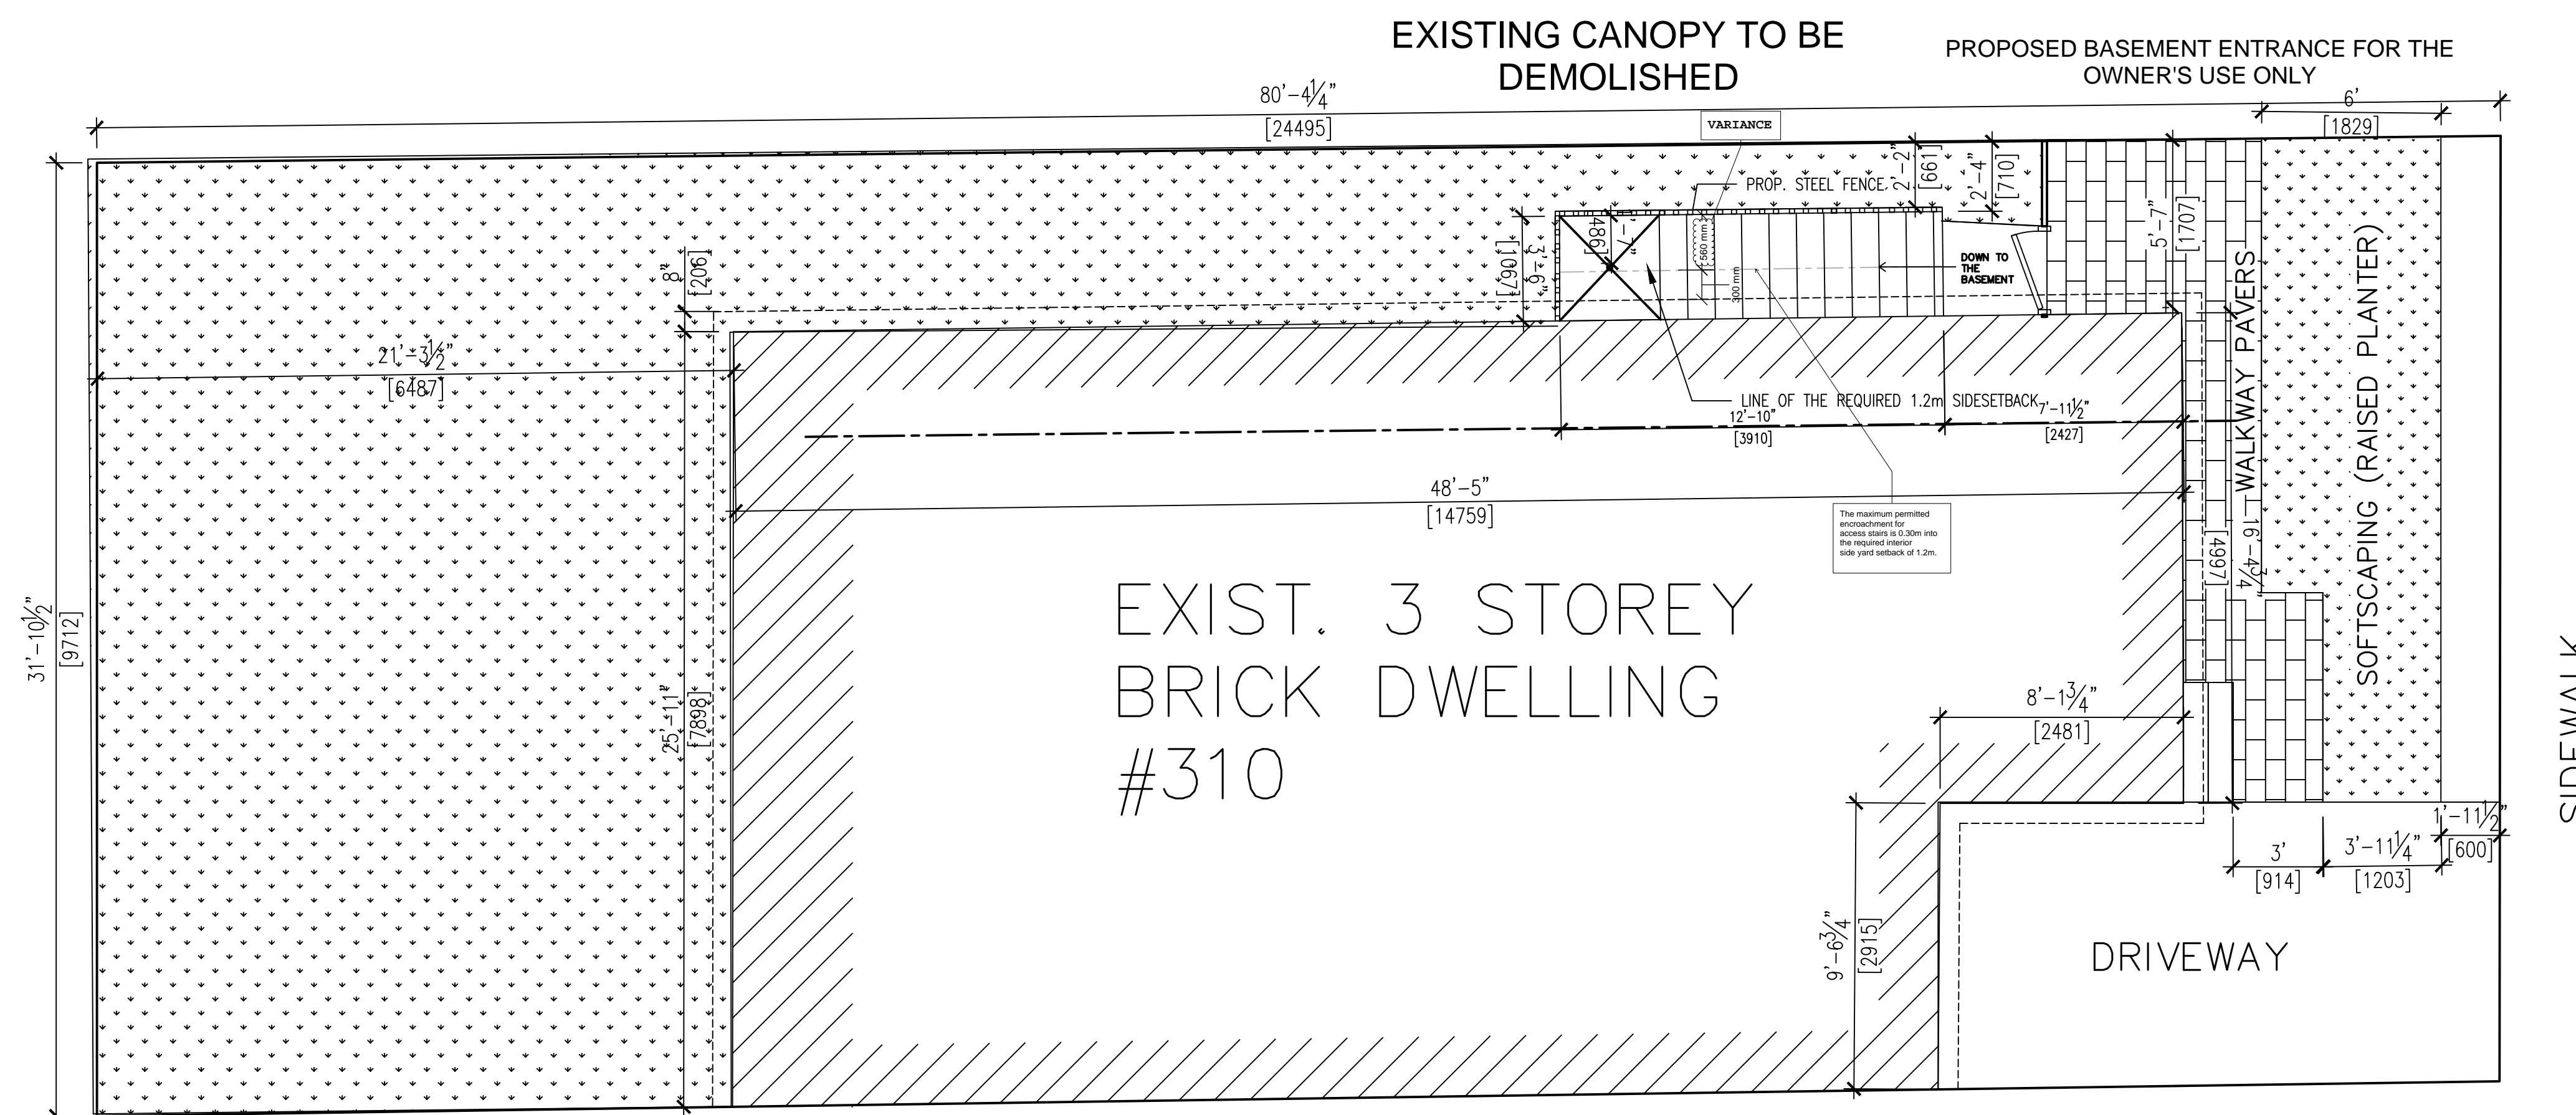 EXISTING CANOPY TO BE
DEMOLISHED
PROPOSED BASEMENT ENTRANCE FOR THE
OWNER'S USE ONLY
80'-4¼"
[24495]
6'
[1829]
VARIANCE
PROP. STEEL FENCE
2'-2"
[661]
2'-4"
[710]
5'-7"
[1707]
1'-7"
[486]
3'-6"
[1067]
560 mm
300 mm
DOWN TO
THE
BASEMENT
8"
[206]
21'-3½"
[6487]
LINE OF THE REQUIRED 1.2m SIDESETBACK
12'-10"
[3910]
7'-11½"
[2427]
48'-5"
[14759]
The maximum permitted
encroachment for
access stairs is 0.30m into
the required interior
side yard setback of 1.2m.
WALKWAY PAVERS
SOFTSCAPING (RAISED PLANTER)
16'-4¾"
[4997]
EXIST. 3 STOREY
BRICK DWELLING
#310
31'-10½"
[9712]
25'-11"
[7898]
8'-1¾"
[2481]
9'-6¾"
[2915]
1'-11½"
[600]
3'
[914]
3'-11¼"
[1203]
DRIVEWAY
SIDEWALK